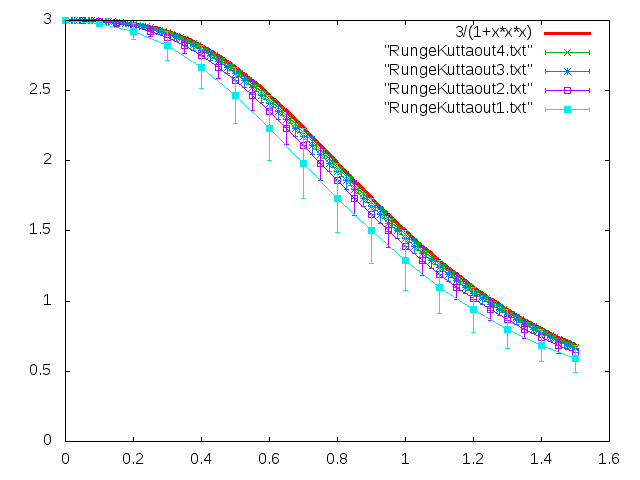 3
3/(1+x*x*x)
"RungeKuttaout4.txt"
"RungeKuttaout3.txt"
2.5
"RungeKuttaout2.txt"
"RungeKuttaout1.txt"
2
1.5
1
0.5
0
0 0.2 0.4 0.6 0.8 1 1.2 1.4 1.6